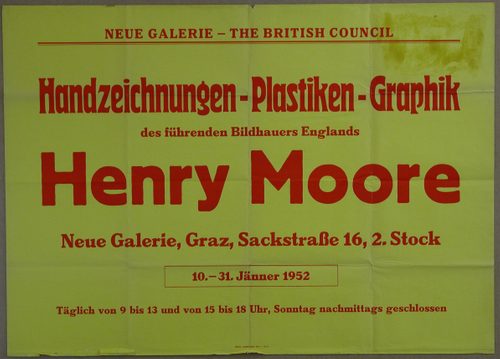 NEUE GALERIE – THE BRITISH COUNCIL
Handzeichnungen - Plastiken - Graphik
des führenden Bildhauers Englands
Henry Moore
Neue Galerie, Graz, Sackstraße 16, 2. Stock
10.–31. Jänner 1952
Täglich von 9 bis 13 und von 15 bis 18 Uhr, Sonntag nachmittags geschlossen